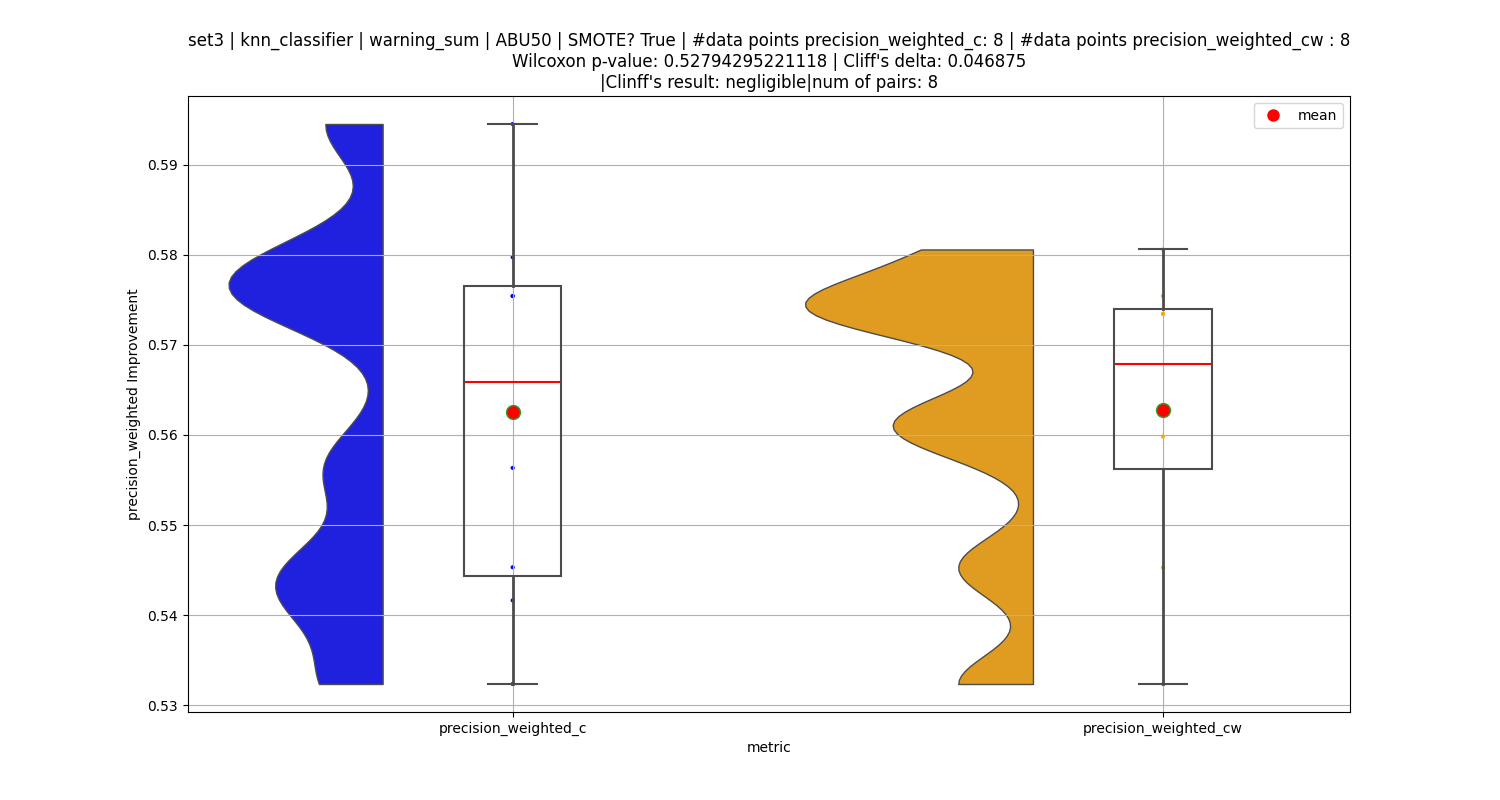 set3 | knn_classifier | warning_sum | ABU50 | SMOTE? True | #data points precision_weighted_c: 8 | #data points precision_weighted_cw : 8
Wilcoxon p-value: 0.52794295221118 | Cliff's delta: 0.046875
|Clinff's result: negligible|num of pairs: 8
mean
0.59
0.58
0.57
0.56
0.55
0.54
0.53
precision_weighted Improvement
precision_weighted_c
precision_weighted_cw
metric